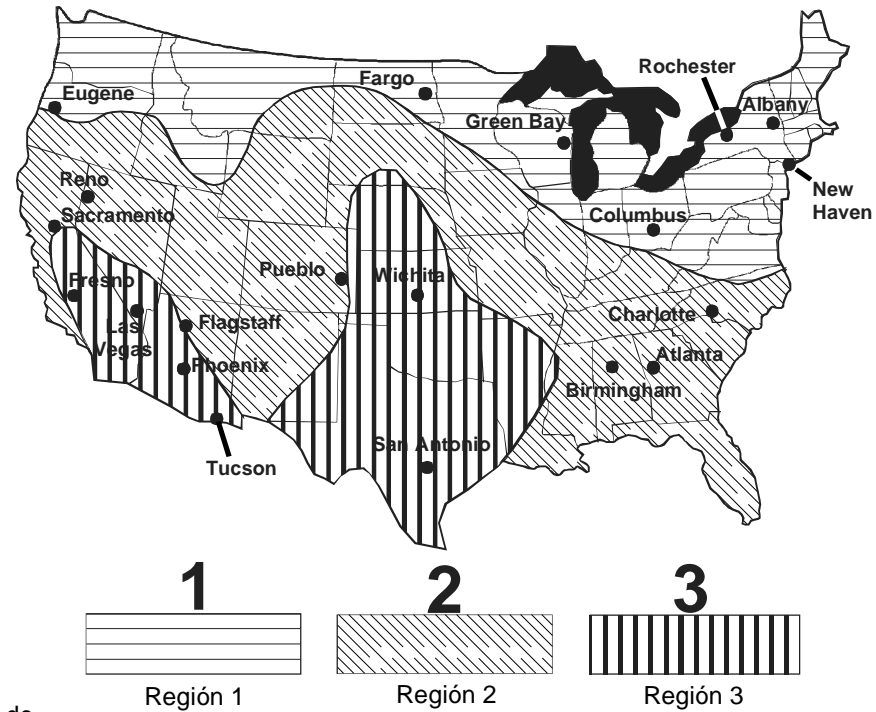 Rochester
Fargo
Eugene
Albany
Green Bay
New
Haven
Reno
Columbus
Sacramento
Pueblo
Wichita
Fresno
Charlotte
Las
Vegas
Flagstaff
Atlanta
Phoenix
Birmingham
San Antonio
Tucson
1
2
3
Región 1
Región 2
Región 3